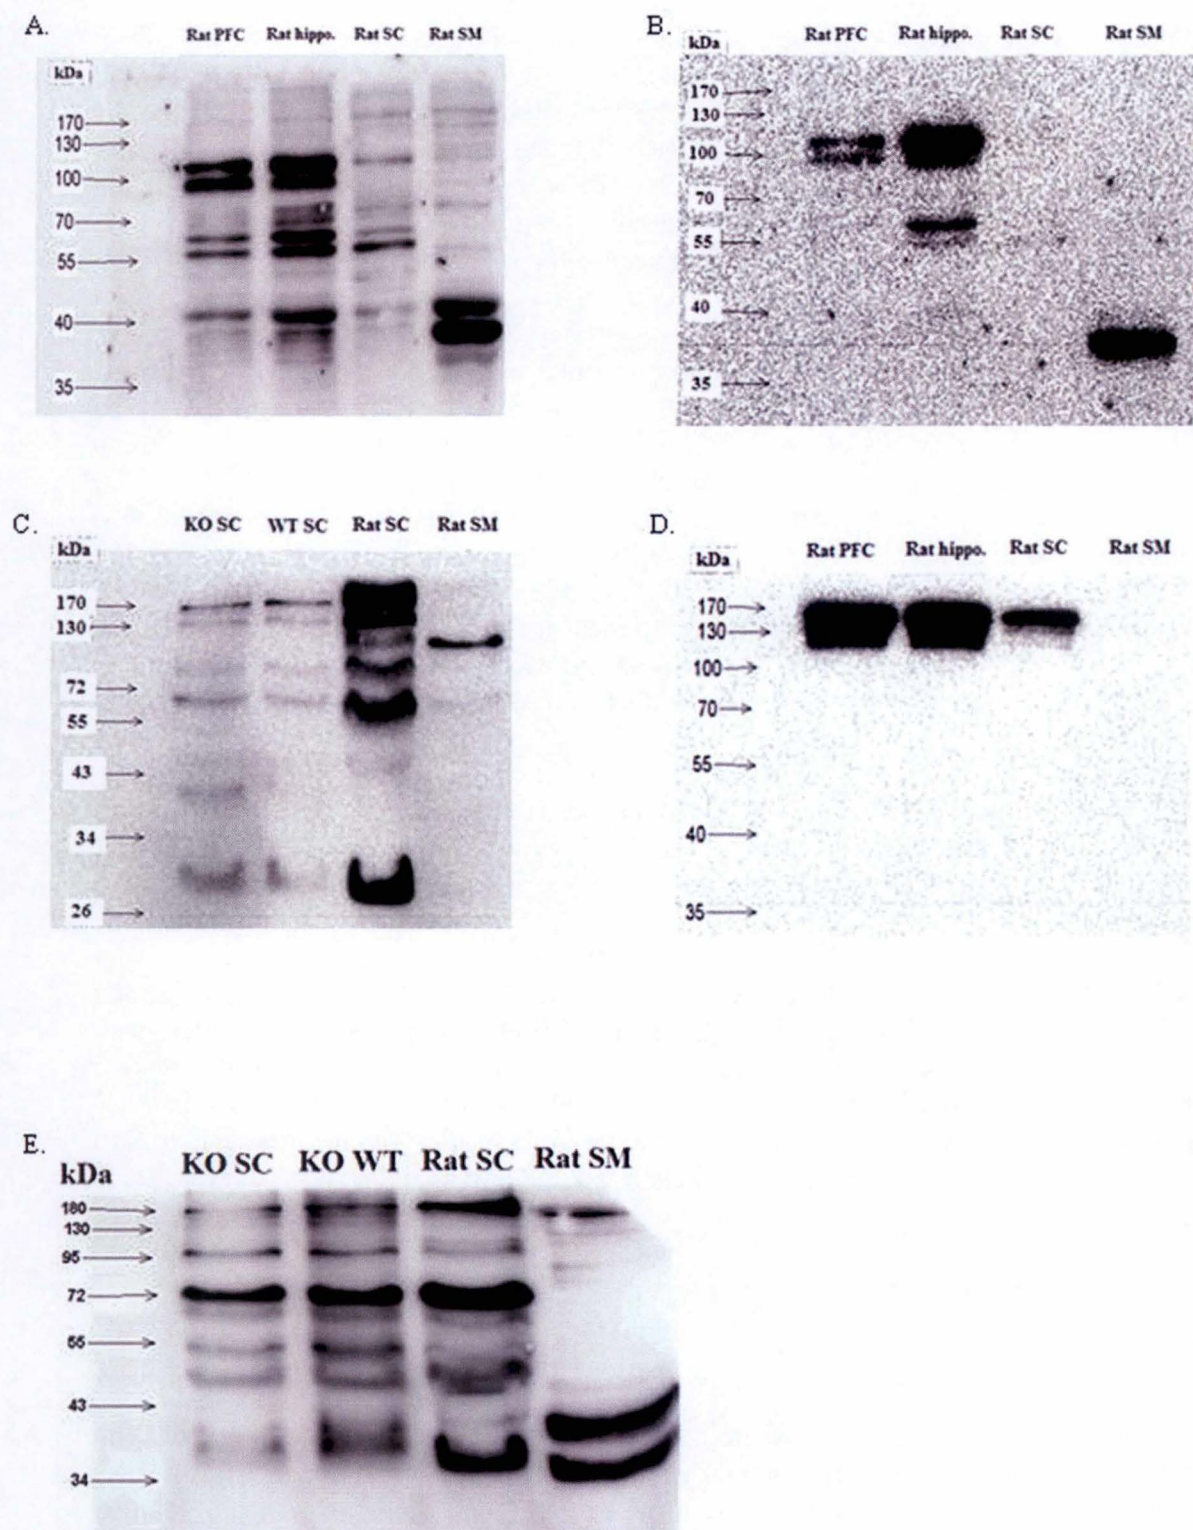 A.
Rat PFC Rat hippo. Rat SC Rat SM
kDa
170
130
100
70
55
40
35
B.
Rat PFC Rat hippo. Rat SC Rat SM
kDa
170
130
100
70
55
40
35
C.
KO SC WT SC Rat SC Rat SM
kDa
170
130
72
55
43
34
26
D.
Rat PFC Rat hippo. Rat SC Rat SM
kDa
170
130
100
70
55
40
35
E.
KO SC KO WT Rat SC Rat SM
kDa
180
130
95
72
55
43
34